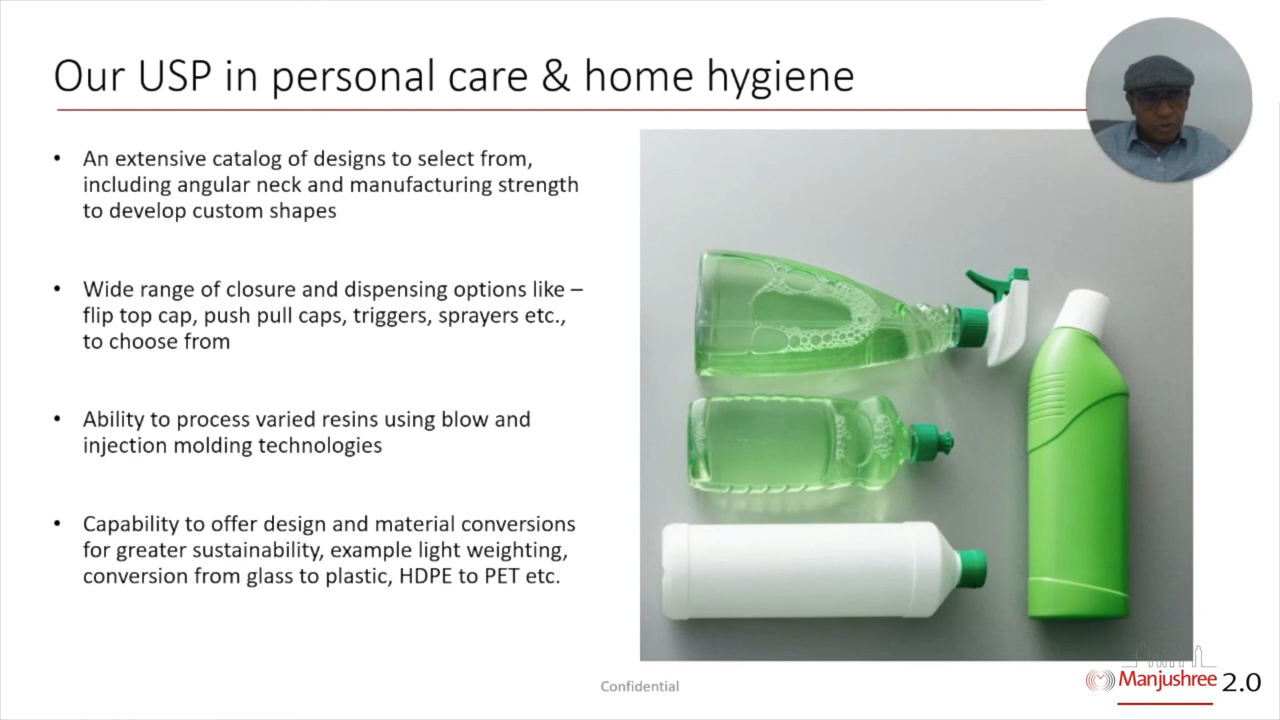 Our USP in personal care & home hygiene
• An extensive catalog of designs to select from,
including angular neck and manufacturing strength
to develop custom shapes
• Wide range of closure and dispensing options like –
flip top cap, push pull caps, triggers, sprayers etc.,
to choose from
• Ability to process varied resins using blow and
injection molding technologies
• Capability to offer design and material conversions
for greater sustainability, example light weighting,
conversion from glass to plastic, HDPE to PET etc.
Confidential
Manjushree 2.0